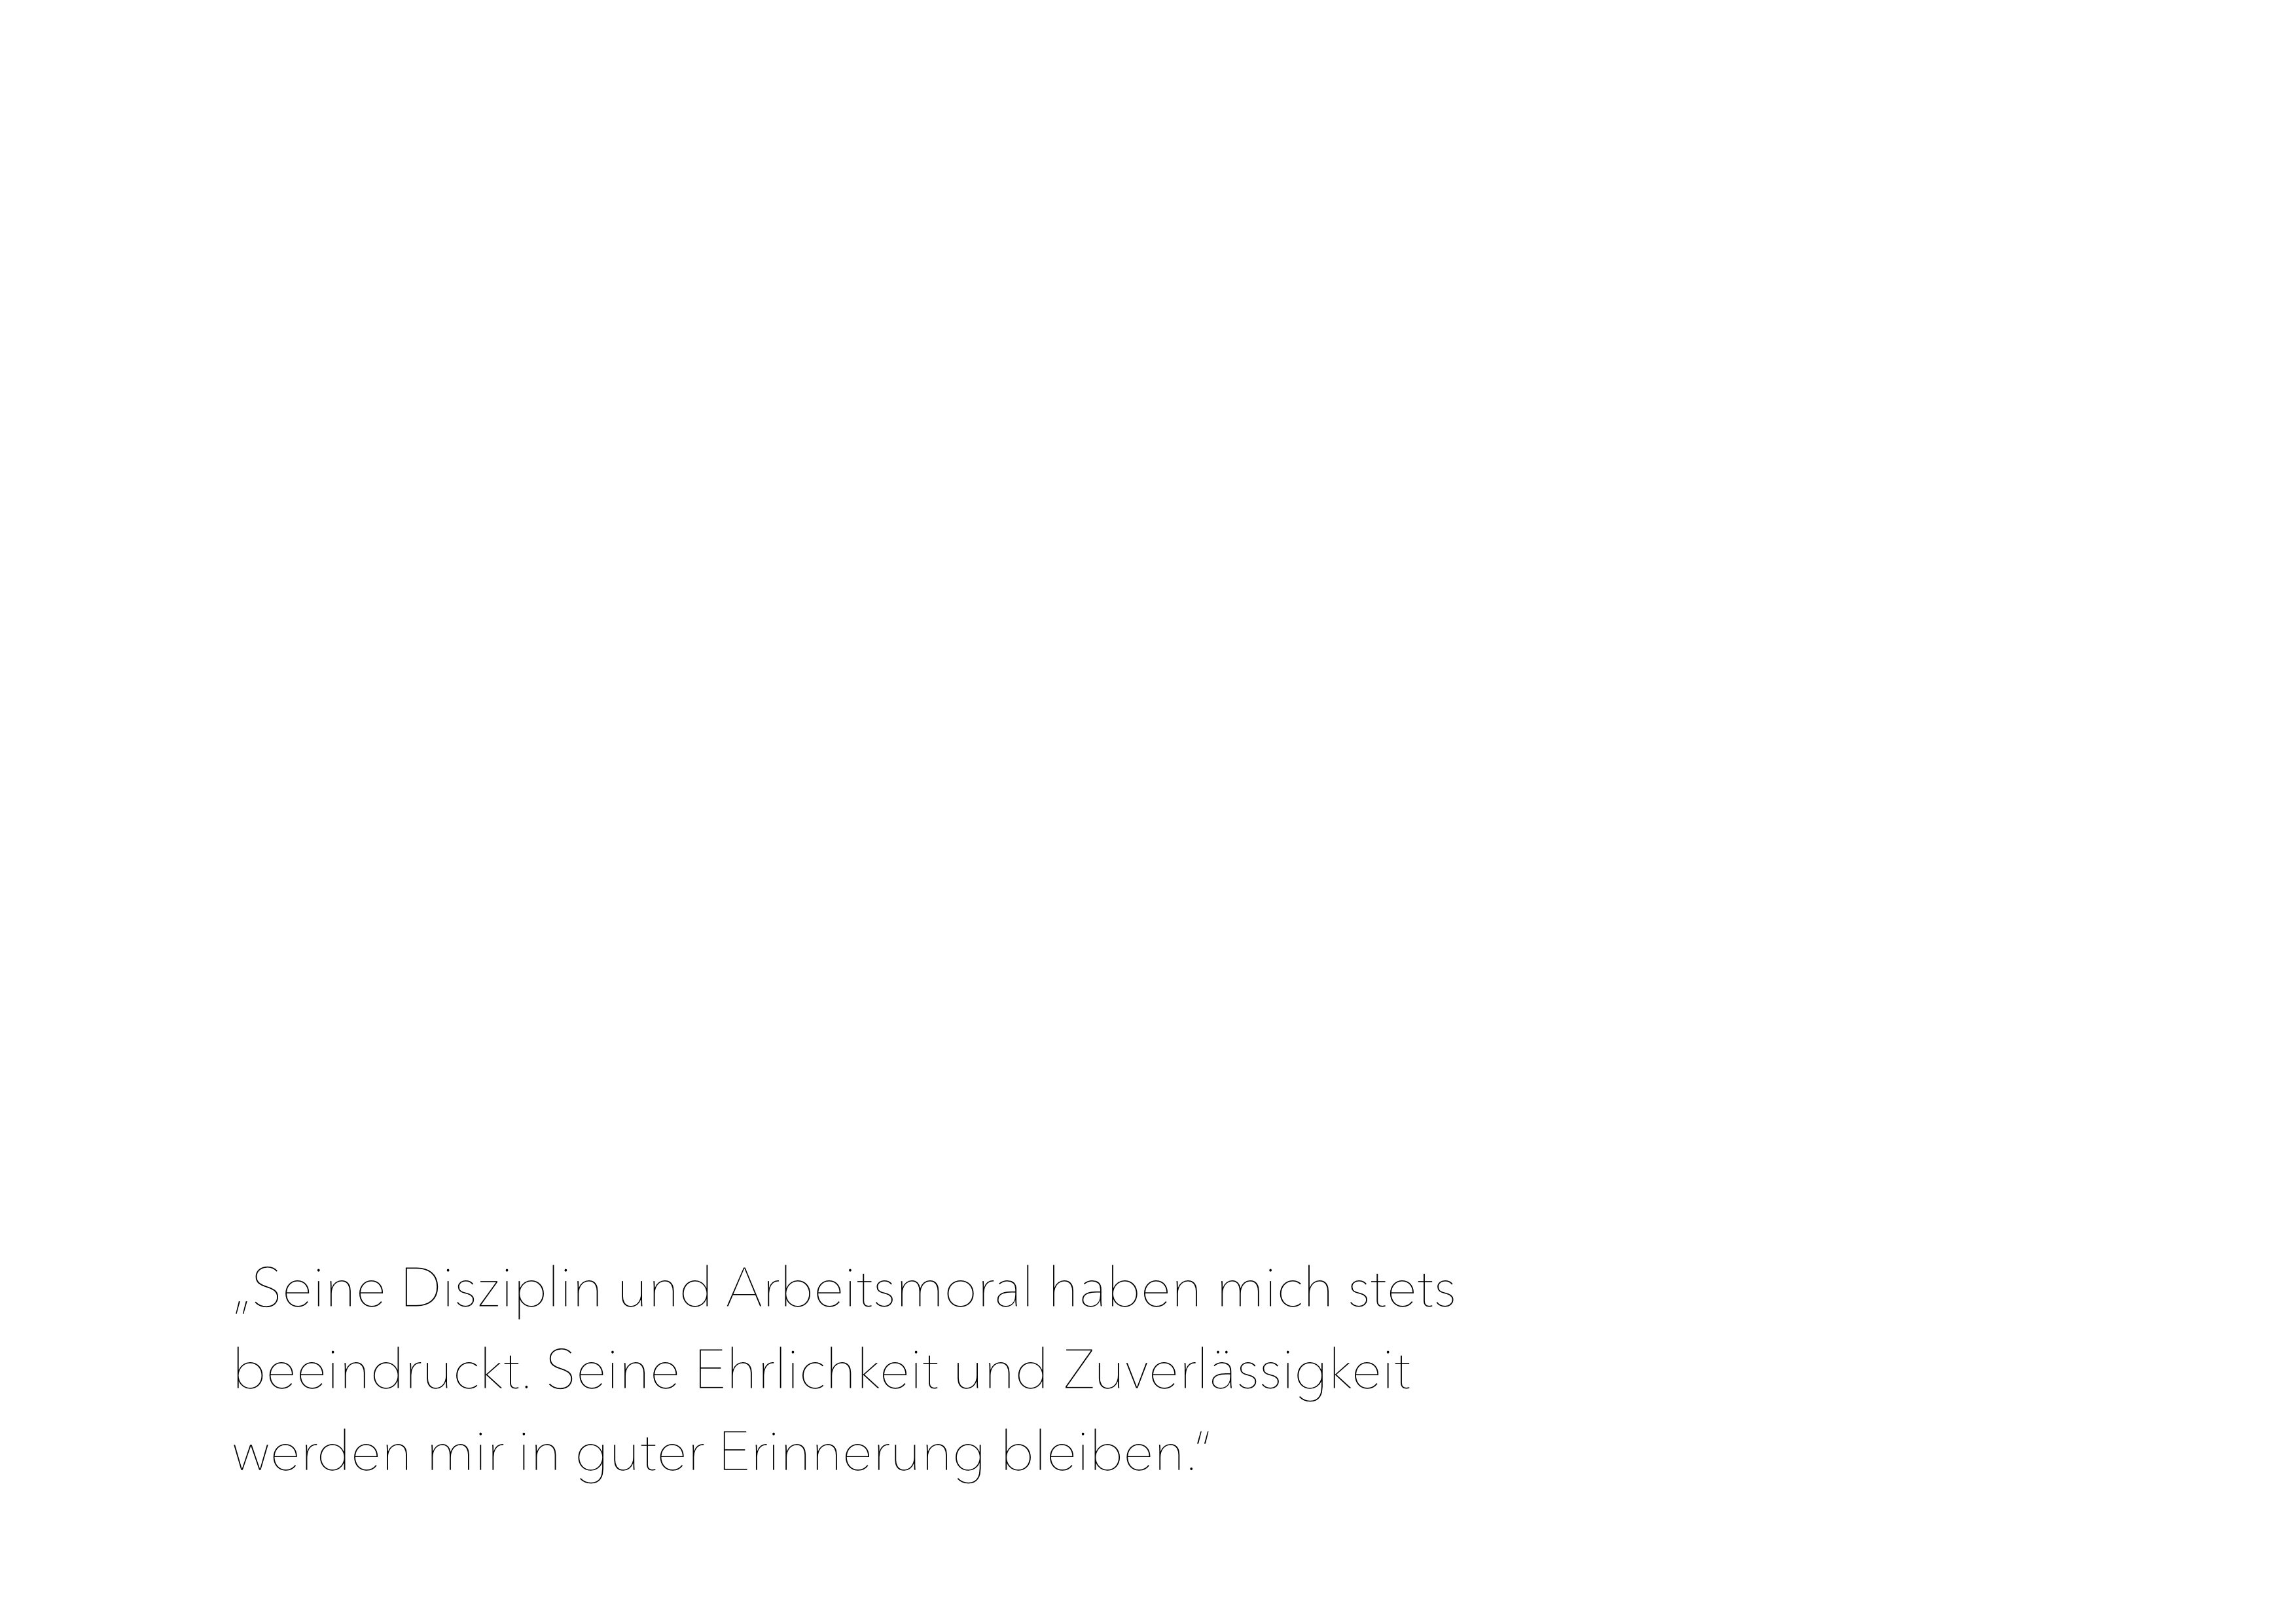 „Seine Disziplin und Arbeitsmoral haben mich stets
beeindruckt. Seine Ehrlichkeit und Zuverlässigkeit
werden mir in guter Erinnerung bleiben.“